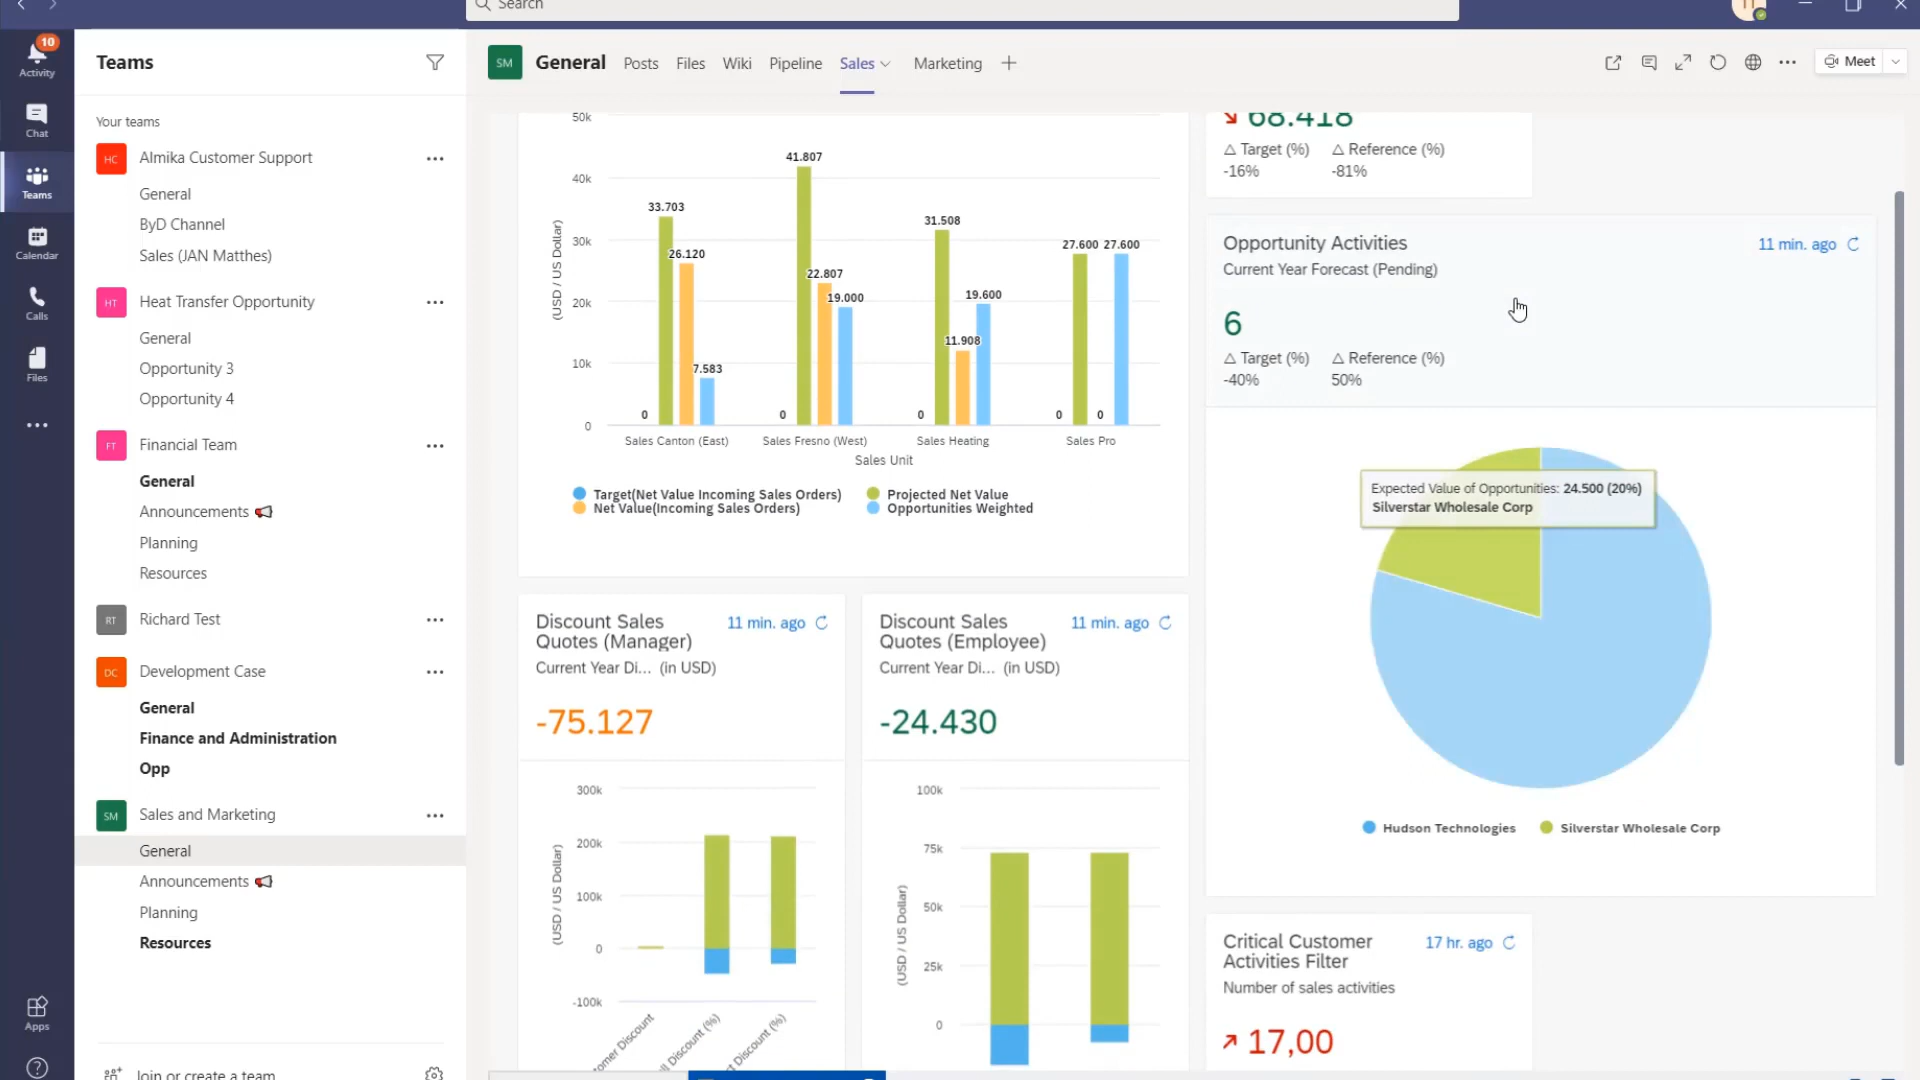 Search
10
Activity
Chat
Teams
Calendar
Calls
Files
Apps
Teams
Your teams
HC Almika Customer Support
General
ByD Channel
Sales (JAN Matthes)
HT Heat Transfer Opportunity
General
Opportunity 3
Opportunity 4
FT Financial Team
General
Announcements
Planning
Resources
RT Richard Test
DC Development Case
General
Finance and Administration
Opp
SM Sales and Marketing
General
Announcements
Planning
Resources
Join or create a team
SM General Posts Files Wiki Pipeline Sales Marketing
Meet
50k
40k
30k
20k
10k
0
(USD / US Dollar)
0 33.703 26.120 7.583
0 41.807 22.807 19.000
0 31.508 11.908 19.600
0 27.600 0 27.600
Sales Canton (East) Sales Fresno (West) Sales Heating Sales Pro
Sales Unit
Target(Net Value Incoming Sales Orders) Projected Net Value
Net Value(Incoming Sales Orders) Opportunities Weighted
68.418
△ Target (%) △ Reference (%)
-16% -81%
Opportunity Activities 11 min. ago
Current Year Forecast (Pending)
6
△ Target (%) △ Reference (%)
-40% 50%
Expected Value of Opportunities: 24.500 (20%)
Silverstar Wholesale Corp
Hudson Technologies Silverstar Wholesale Corp
Discount Sales 11 min. ago
Quotes (Manager)
Current Year Di... (in USD)
-75.127
300k
200k
100k
0
-100k
(USD / US Dollar)
omer Discount
ll Discount (%)
t Discount (%)
Discount Sales 11 min. ago
Quotes (Employee)
Current Year Di... (in USD)
-24.430
100k
75k
50k
25k
0
(USD / US Dollar)
Critical Customer 17 hr. ago
Activities Filter
Number of sales activities
17,00